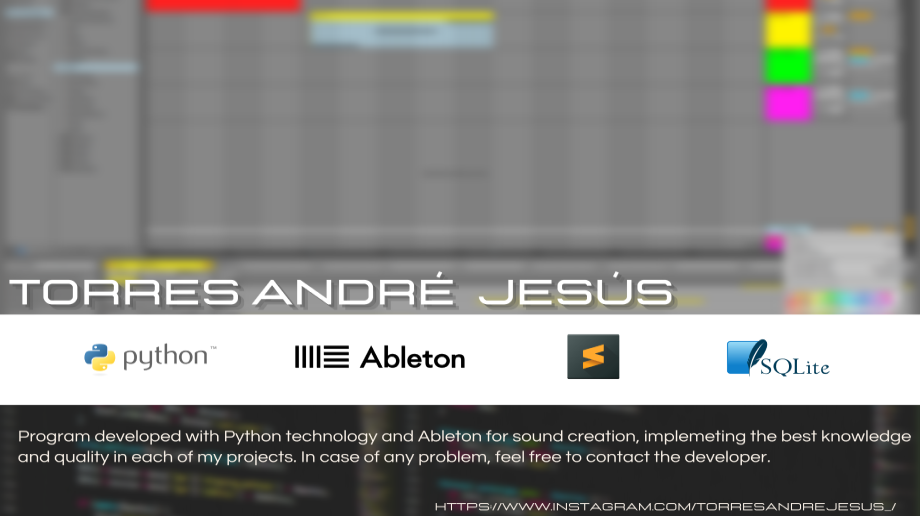 TORRES ANDRÉ JESÚS
python™
Ableton
SQLite
Program developed with Python technology and Ableton for sound creation, implemeting the best knowledge
and quality in each of my projects. In case of any problem, feel free to contact the developer.
HTTPS://WWW.INSTAGRAM.COM/TORRESANDREJESUS_/